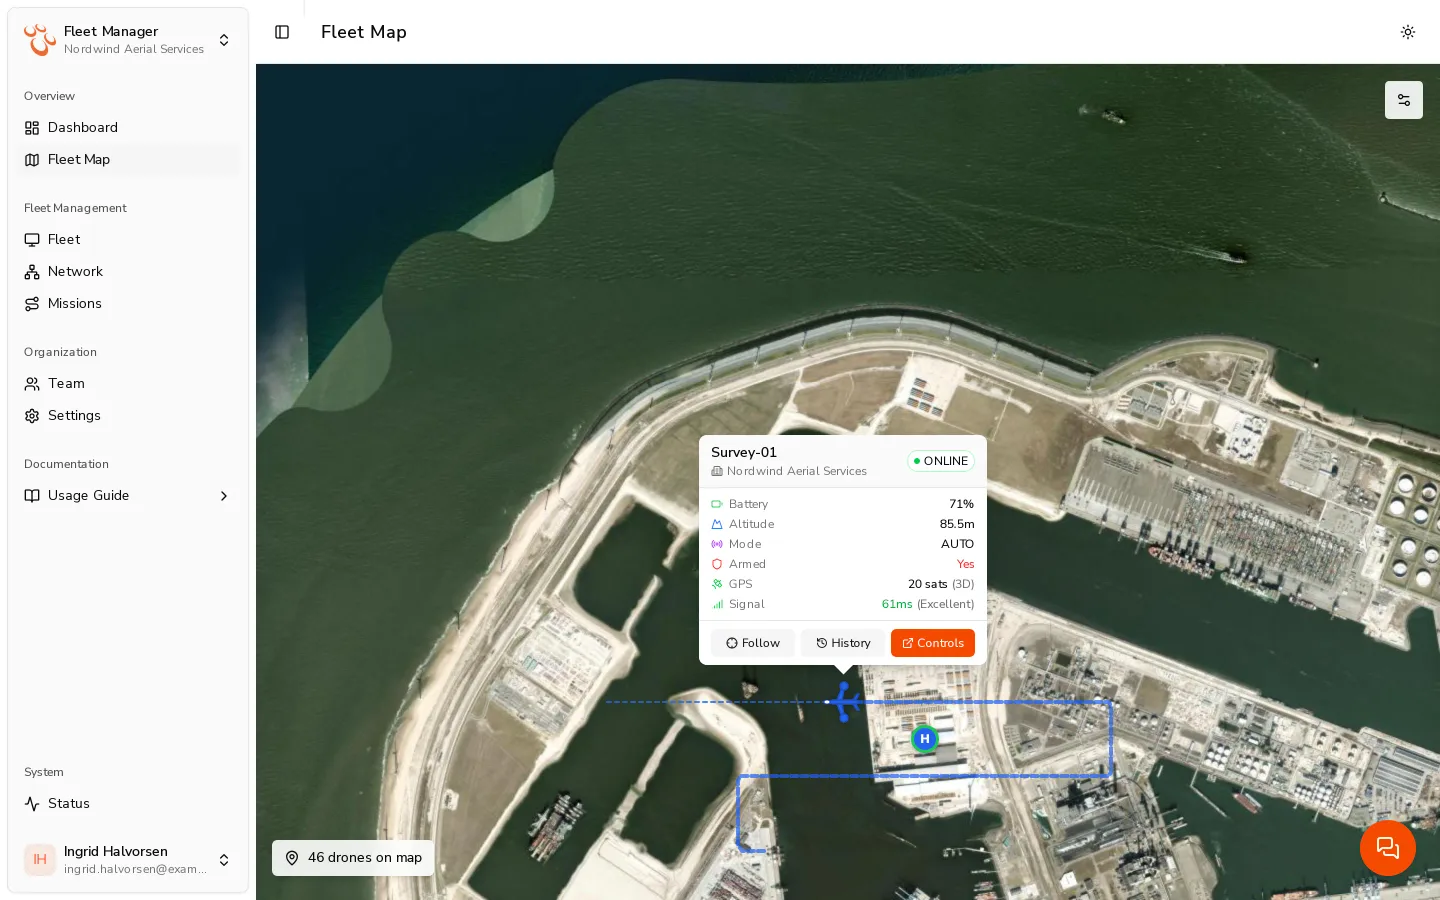 Fleet Manager
Nordwind Aerial Services
Overview
Dashboard
Fleet Map
Fleet Management
Fleet
Network
Missions
Organization
Team
Settings
Documentation
Usage Guide
System
Status
IH
Ingrid Halvorsen
ingrid.halvorsen@exam...
Fleet Map
Survey-01
Nordwind Aerial Services
ONLINE
Battery 71%
Altitude 85.5m
Mode AUTO
Armed Yes
GPS 20 sats (3D)
Signal 61ms (Excellent)
Follow History Controls
H
46 drones on map